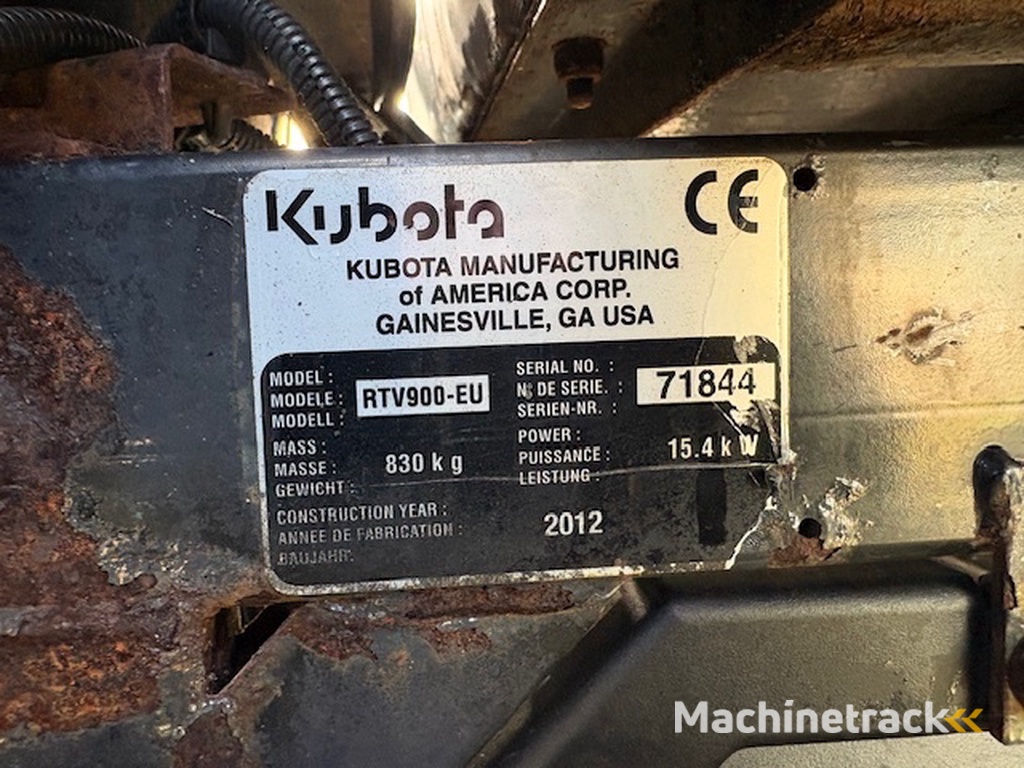 Kubota CE
KUBOTA MANUFACTURING
of AMERICA CORP.
GAINESVILLE, GA USA
MODEL :
MODELE :
MODELL :
RTV900-EU
SERIAL NO. :
N° DE SERIE. :
SERIEN-NR. :
71844
MASS :
MASSE :
GEWICHT :
830 kg
POWER :
PUISSANCE :
LEISTUNG :
15.4 kW
CONSTRUCTION YEAR :
ANNEE DE FABRICATION :
BAUJAHR:
2012
Machinetrack